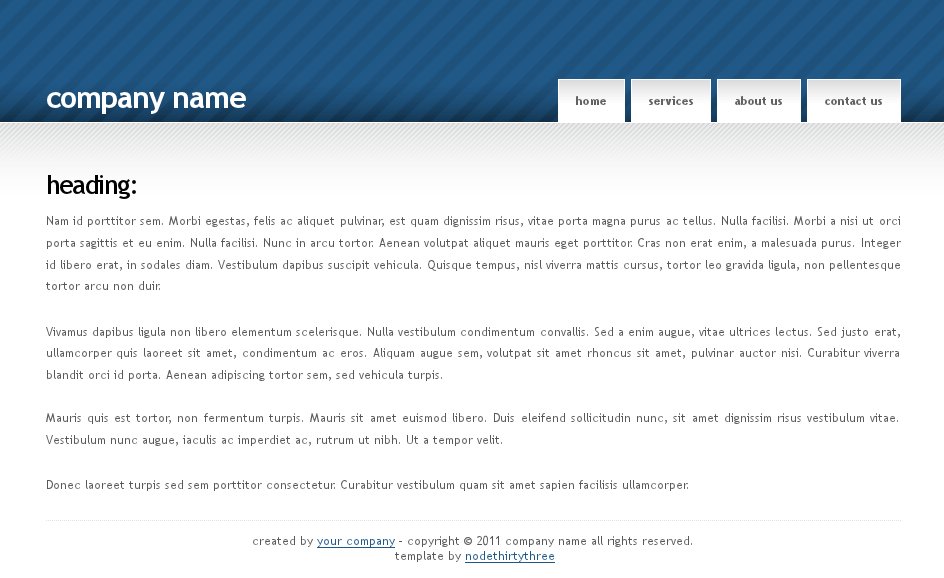 company name
home services about us contact us
heading:
Nam id porttitor sem. Morbi egestas, felis ac aliquet pulvinar, est quam dignissim risus, vitae porta magna purus ac tellus. Nulla facilisi. Morbi a nisi ut orci
porta sagittis et eu enim. Nulla facilisi. Nunc in arcu tortor. Aenean volutpat aliquet mauris eget porttitor. Cras non erat enim, a malesuada purus. Integer
id libero erat, in sodales diam. Vestibulum dapibus suscipit vehicula. Quisque tempus, nisl viverra mattis cursus, tortor leo gravida ligula, non pellentesque
tortor arcu non duir.
Vivamus dapibus ligula non libero elementum scelerisque. Nulla vestibulum condimentum convallis. Sed a enim augue, vitae ultrices lectus. Sed justo erat,
ullamcorper quis laoreet sit amet, condimentum ac eros. Aliquam augue sem, volutpat sit amet rhoncus sit amet, pulvinar auctor nisi. Curabitur viverra
blandit orci id porta. Aenean adipiscing tortor sem, sed vehicula turpis.
Mauris quis est tortor, non fermentum turpis. Mauris sit amet euismod libero. Duis eleifend sollicitudin nunc, sit amet dignissim risus vestibulum vitae.
Vestibulum nunc augue, iaculis ac imperdiet ac, rutrum ut nibh. Ut a tempor velit.
Donec laoreet turpis sed sem porttitor consectetur. Curabitur vestibulum quam sit amet sapien facilisis ullamcorper.
created by your company - copyright © 2011 company name all rights reserved.
template by nodethirtythree